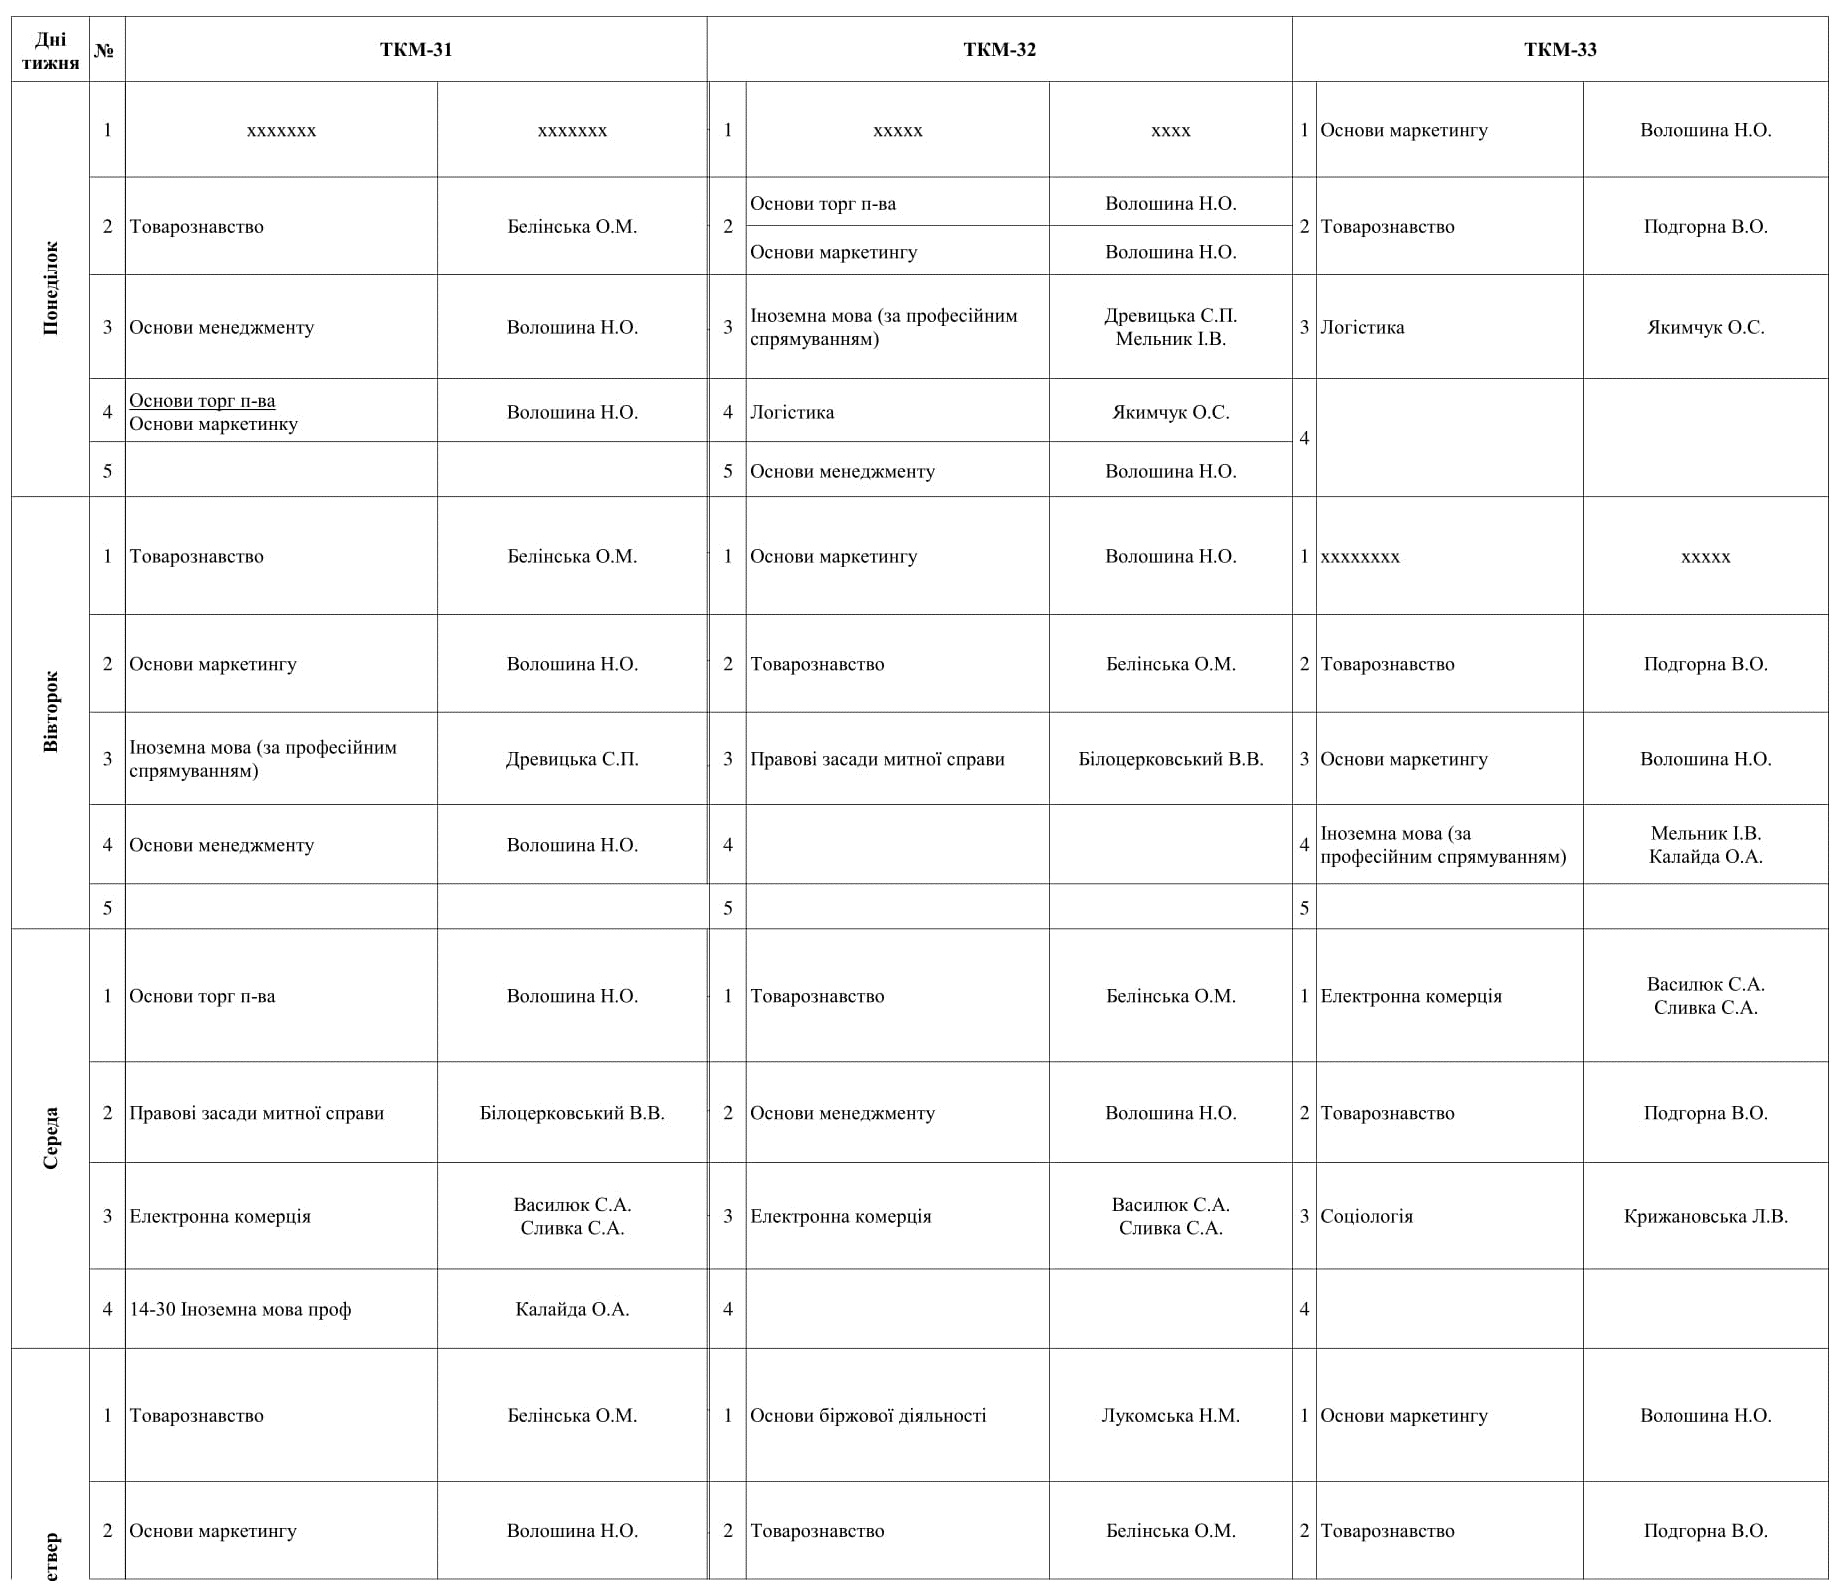 Дні тижня № ТКМ-31 ТКМ-32 ТКМ-33
Понеділок
1 xxxxxxx xxxxxxx 1 xxxxx xxxx 1 Основи маркетингу Волошина Н.О.
2 Товарознавство Белінська О.М. 2 Основи торг п-ва Волошина Н.О. 2 Товарознавство Подгорна В.О.
Основи маркетингу Волошина Н.О.
3 Основи менеджменту Волошина Н.О. 3 Іноземна мова (за професійним спрямуванням) Древицька С.П. Мельник І.В. 3 Логістика Якимчук О.С.
4 Основи торг п-ва Основи маркетинку Волошина Н.О. 4 Логістика Якимчук О.С. 4
5 5 Основи менеджменту Волошина Н.О.
Вівторок
1 Товарознавство Белінська О.М. 1 Основи маркетингу Волошина Н.О. 1 xxxxxxxx xxxxx
2 Основи маркетингу Волошина Н.О. 2 Товарознавство Белінська О.М. 2 Товарознавство Подгорна В.О.
3 Іноземна мова (за професійним спрямуванням) Древицька С.П. 3 Правові засади митної справи Білоцерковський В.В. 3 Основи маркетингу Волошина Н.О.
4 Основи менеджменту Волошина Н.О. 4 4 Іноземна мова (за професійним спрямуванням) Мельник І.В. Калайда О.А.
5 5 5
Середа
1 Основи торг п-ва Волошина Н.О. 1 Товарознавство Белінська О.М. 1 Електронна комерція Василюк С.А. Сливка С.А.
2 Правові засади митної справи Білоцерковський В.В. 2 Основи менеджменту Волошина Н.О. 2 Товарознавство Подгорна В.О.
3 Електронна комерція Василюк С.А. Сливка С.А. 3 Електронна комерція Василюк С.А. Сливка С.А. 3 Соціологія Крижановська Л.В.
4 14-30 Іноземна мова проф Калайда О.А. 4 4
етвер
1 Товарознавство Белінська О.М. 1 Основи біржової діяльності Лукомська Н.М. 1 Основи маркетингу Волошина Н.О.
2 Основи маркетингу Волошина Н.О. 2 Товарознавство Белінська О.М. 2 Товарознавство Подгорна В.О.